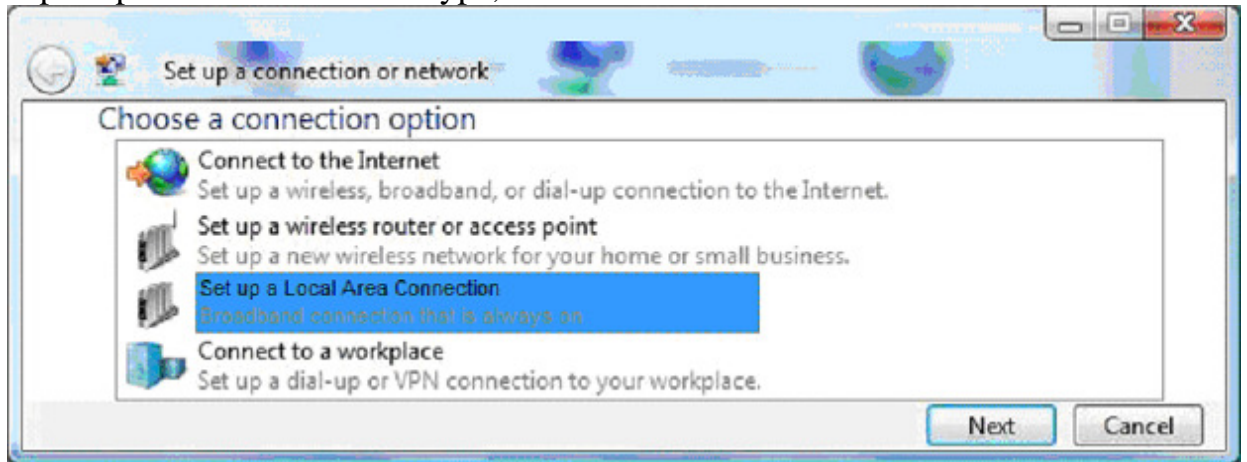 Set up a connection or network
Choose a connection option
Connect to the Internet
Set up a wireless, broadband, or dial-up connection to the Internet.
Set up a wireless router or access point
Set up a new wireless network for your home or small business.
Set up a Local Area Connection
Broadband connection that is always on
Connect to a workplace
Set up a dial-up or VPN connection to your workplace.
Next Cancel